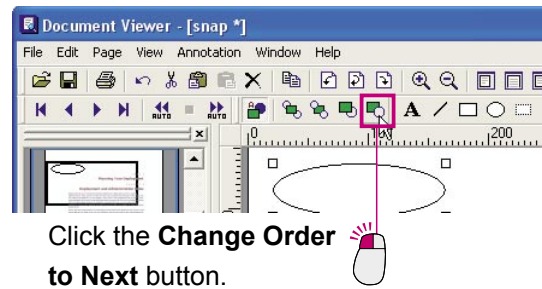 Document Viewer - [snap *]
File Edit Page View Annotation Window Help
AUTO AUTO A
0 100 200
Click the Change Order
to Next button.